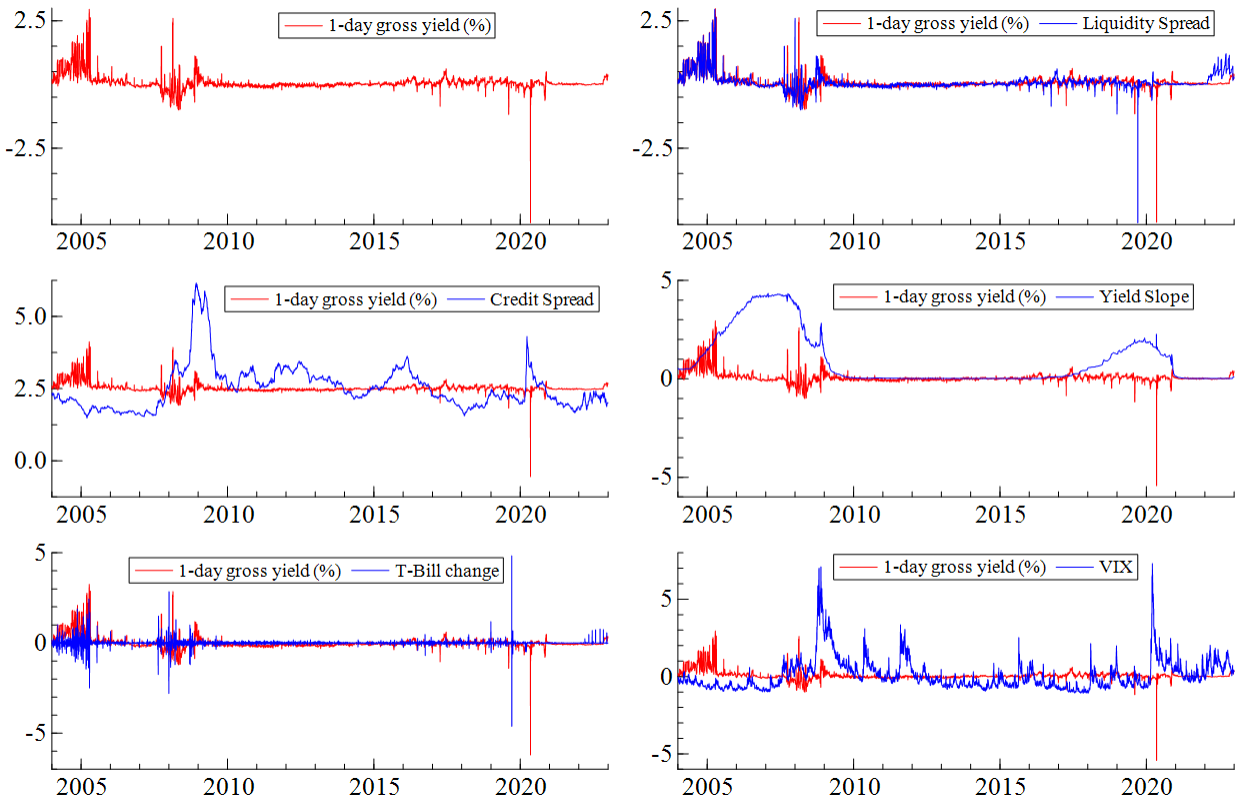 1-day gross yield (%)
2.5
-2.5
2005 2010 2015 2020
1-day gross yield (%) Liquidity Spread
2.5
-2.5
2005 2010 2015 2020
1-day gross yield (%) Credit Spread
5.0
2.5
0.0
2005 2010 2015 2020
1-day gross yield (%) Yield Slope
5
0
-5
2005 2010 2015 2020
1-day gross yield (%) T-Bill change
5
0
-5
2005 2010 2015 2020
1-day gross yield (%) VIX
5
0
-5
2005 2010 2015 2020